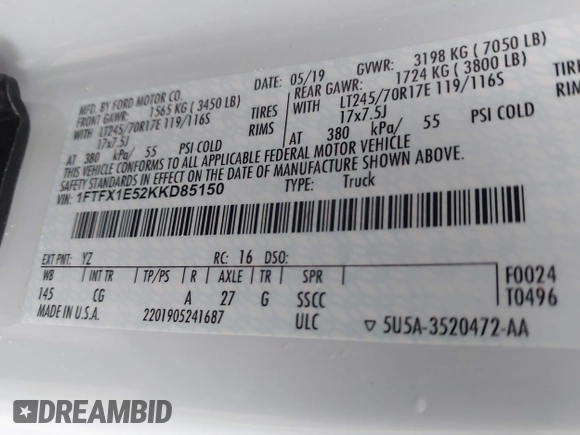 MFD. BY FORD MOTOR CO.
DATE: 05/19 GVWR: 3198 KG ( 7050 LB)
FRONT GAWR: 1565 KG ( 3450 LB) REAR GAWR: 1724 KG ( 3800 LB)
WITH LT245/70R17E 119/116S TIRES WITH LT245/70R17E 119/116S
17x7.5J RIMS 17x7.5J
AT 380 kPa/ 55 PSI COLD AT 380 kPa/ 55 PSI COLD
THIS VEHICLE CONFORMS TO ALL APPLICABLE FEDERAL MOTOR VEHICLE
SAFETY STANDARDS IN EFFECT ON THE DATE OF MANUFACTURE SHOWN ABOVE.
VIN: 1FTFX1E52KKD85150 TYPE: Truck
EXT PNT: YZ RC: 16 DSO:
WB INT TR TP/PS R AXLE TR SPR F0024
145 CG A 27 G SSCC T0496
MADE IN U.S.A. 2201905241687 ULC ▽ 5U5A-3520472-AA
DREAMBID